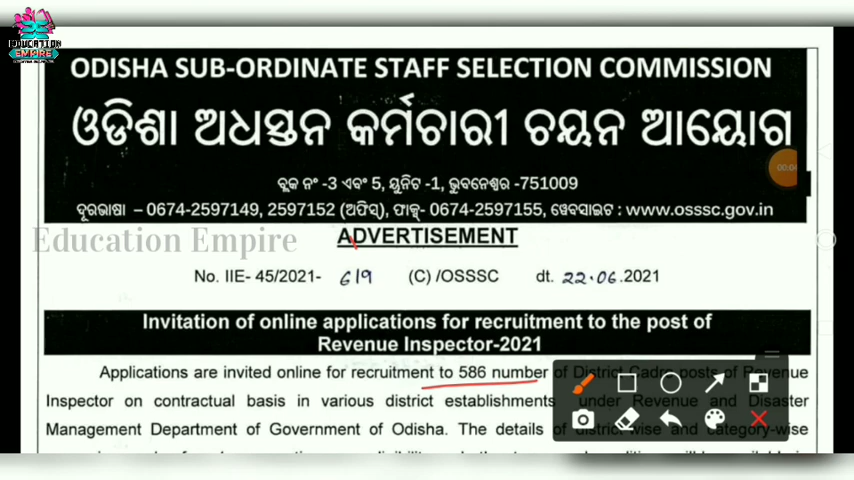 EDUCATION
EMPIRE
ODISHA SUB-ORDINATE STAFF SELECTION COMMISSION
ଓଡିଶା ଅଧସ୍ତନ କର୍ମଚାରୀ ଚୟନ ଆୟୋଗ
00:04
ବ୍ଲକ ନଂ -3 ଏବଂ 5, ୟୁନିଟ -1, ଭୁବନେଶ୍ୱର -751009
ଦୂରଭାଷା – 0674-2597149, 2597152 (ଅଫିସ୍), ଫାକ୍ସ- 0674-2597155, ୱେବସାଇଟ : www.osssc.gov.in
Education Empire
ADVERTISEMENT
No. IIE- 45/2021- 619 (C) /OSSSC dt. 22.06.2021
Invitation of online applications for recruitment to the post of
Revenue Inspector-2021
Applications are invited online for recruitment to 586 number of District Cadre posts of Revenue
Inspector on contractual basis in various district establishments under Revenue and Disaster
Management Department of Government of Odisha. The details of district-wise and category-wise